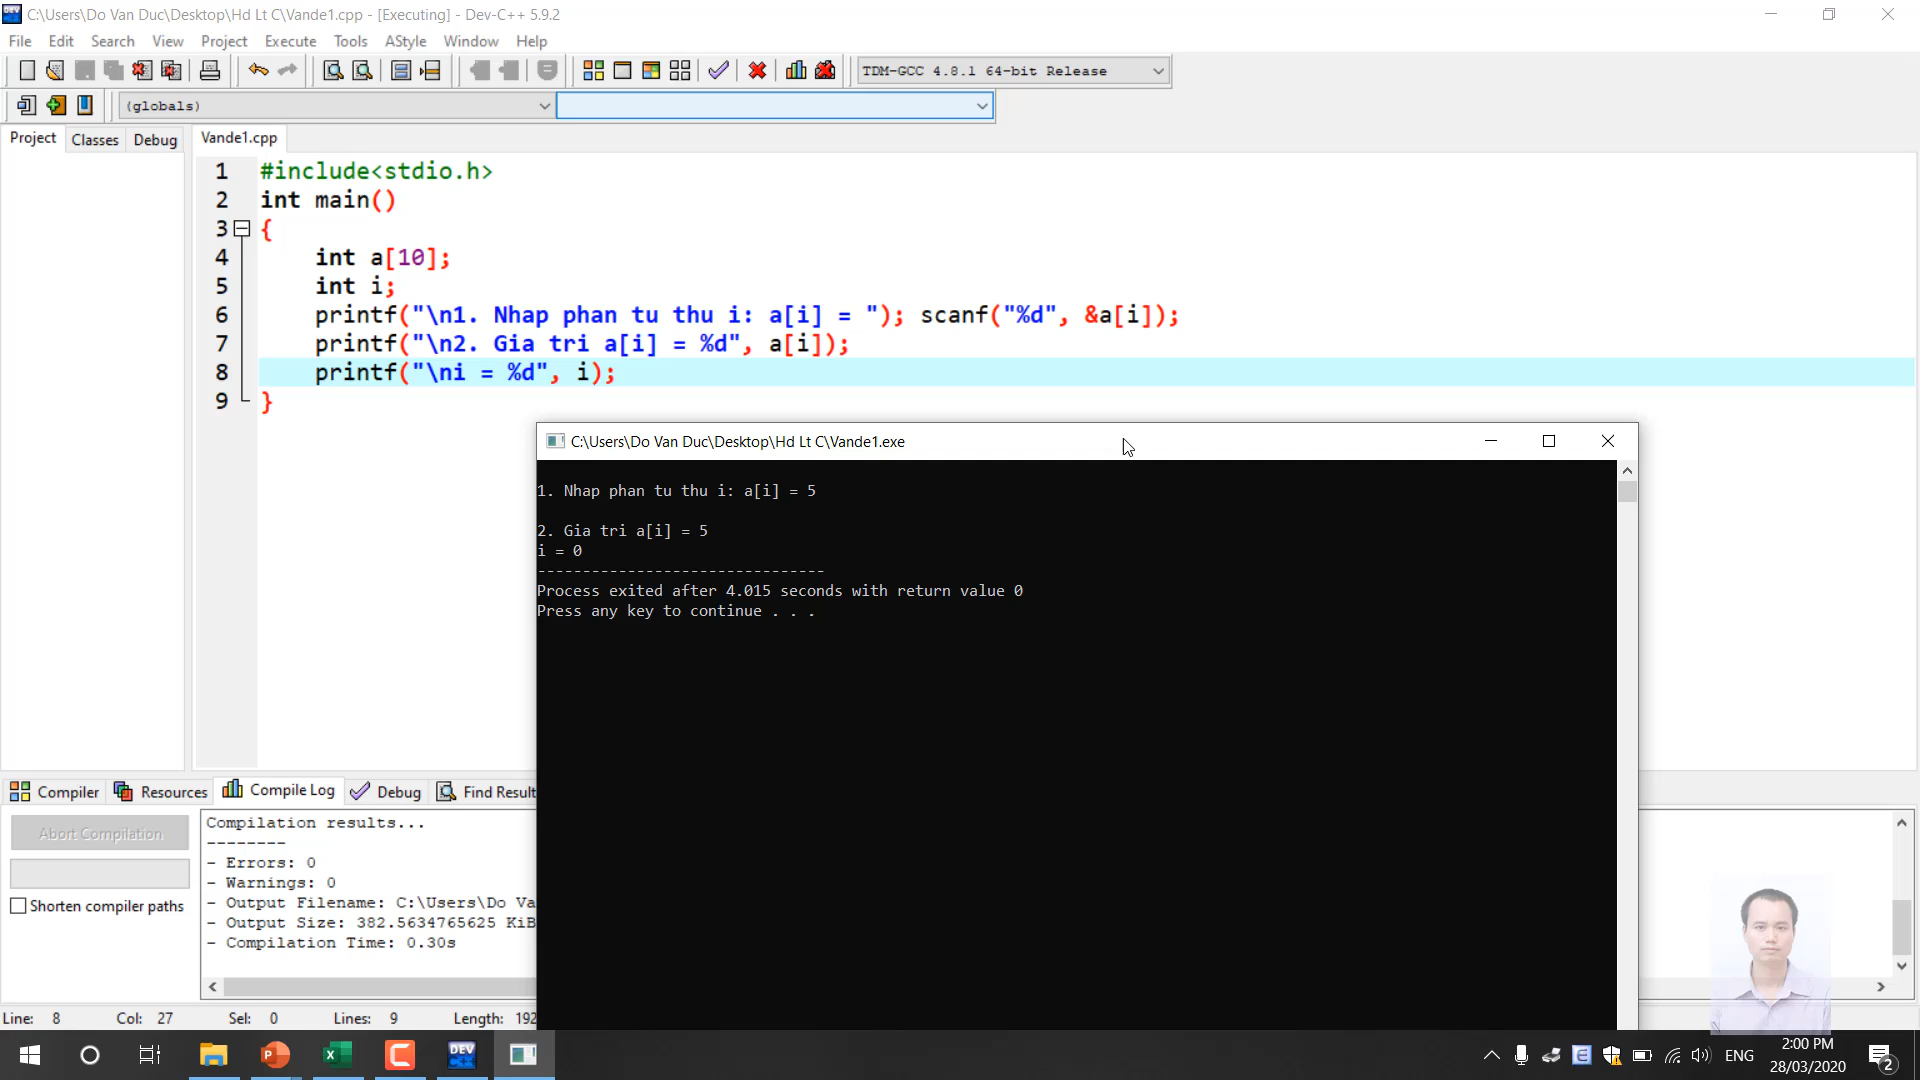 C:\Users\Do Van Duc\Desktop\Hd Lt C\Vande1.cpp - [Executing] - Dev-C++ 5.9.2
File Edit Search View Project Execute Tools AStyle Window Help
TDM-GCC 4.8.1 64-bit Release
(globals)
Project Classes Debug Vande1.cpp
1 #include<stdio.h>
2 int main()
3 {
4 int a[10];
5 int i;
6 printf("\n1. Nhap phan tu thu i: a[i] = "); scanf("%d", &a[i]);
7 printf("\n2. Gia tri a[i] = %d", a[i]);
8 printf("\ni = %d", i);
9 }
C:\Users\Do Van Duc\Desktop\Hd Lt C\Vande1.exe
1. Nhap phan tu thu i: a[i] = 5
2. Gia tri a[i] = 5
i = 0
--------------------------------
Process exited after 4.015 seconds with return value 0
Press any key to continue . . .
Compiler Resources Compile Log Debug Find Result
Abort Compilation
Shorten compiler paths
Compilation results...
--------
- Errors: 0
- Warnings: 0
- Output Filename: C:\Users\Do Va
- Output Size: 382.5634765625 KiB
- Compilation Time: 0.30s
Line: 8 Col: 27 Sel: 0 Lines: 9 Length: 192
DEV
ENG
2:00 PM
28/03/2020
2